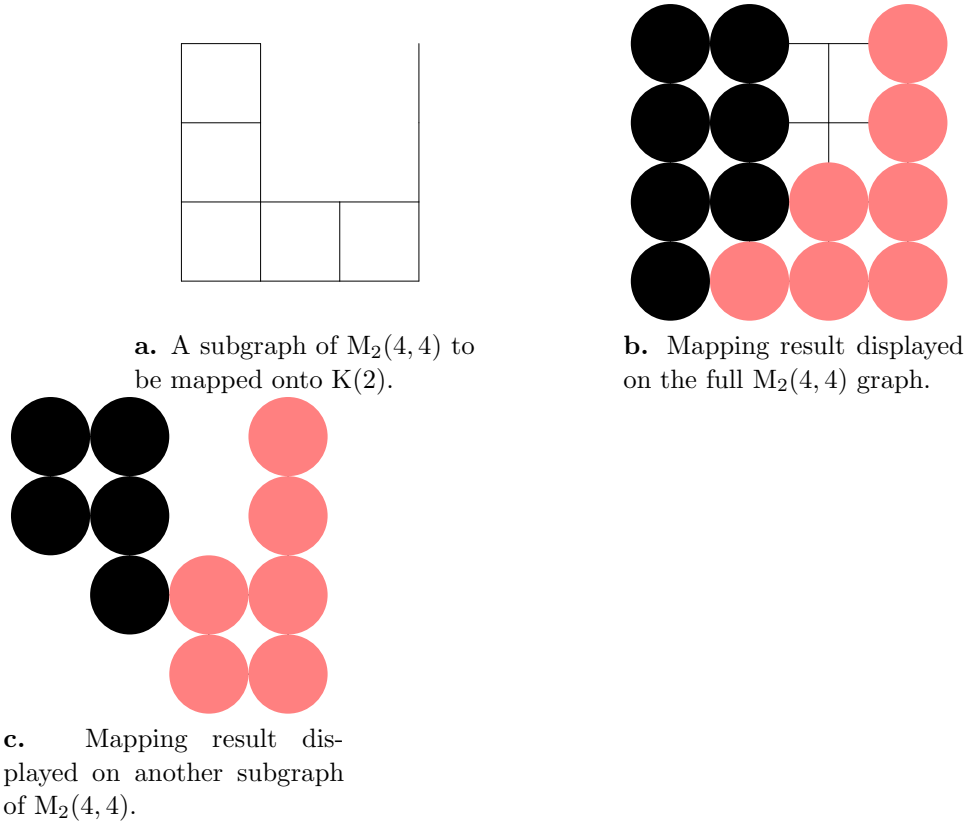 a. A subgraph of M₂(4, 4) to
be mapped onto K(2).
b. Mapping result displayed
on the full M₂(4, 4) graph.
c. Mapping result dis-
played on another subgraph
of M₂(4, 4).